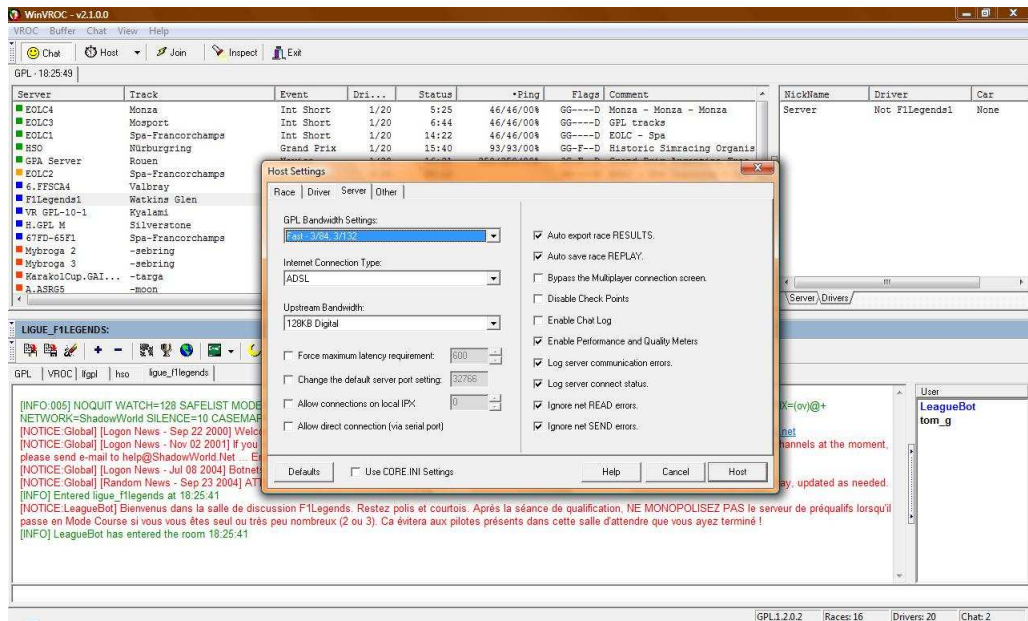 WinVROC - v2.1.0.0
VROC Buffer Chat View Help
Chat Host Join Inspect Exit
GPL - 18:25:49
Server Track Event Dri... Status •Ping Flags Comment
EOLC4 Monza Int Short 1/20 5:25 46/46/00% GG----D Monza - Monza - Monza
EOLC3 Mosport Int Short 1/20 6:44 46/46/00% GG----D GPL tracks
EOLC1 Spa-Francorchamps Int Short 1/20 14:22 46/46/00% GG----D EOLC - Spa
HSO Nürburgring Grand Prix 1/20 15:40 93/93/00% GG-F--D Historic Simracing Organis
GPA Server Rouen
EOLC2 Spa-Francorchamps
6.FFSCA4 Valbray
F1Legends1 Watkins Glen
VR GPL-10-1 Kyalami
H.GPL M Silverstone
67FD-65F1 Spa-Francorchamps
Mybroga 2 -sebring
Mybroga 3 -sebring
KarakolCup.GAI... -targa
A.ASRG5 -moon
NickName Driver Car
Server Not F1Legends1 None
Server Drivers
Host Settings
Race Driver Server Other
GPL Bandwidth Settings:
Fast - 3/84, 3/132
Internet Connection Type:
ADSL
Upstream Bandwidth:
128KB Digital
Force maximum latency requirement: 600
Change the default server port setting: 32766
Allow connections on local IPX 0
Allow direct connection (via serial port)
Auto export race RESULTS.
Auto save race REPLAY.
Bypass the Multiplayer connection screen.
Disable Check Points
Enable Chat Log
Enable Performance and Quality Meters
Log server communication errors.
Log server connect status.
Ignore net READ errors.
Ignore net SEND errors.
Defaults Use CORE.INI Settings Help Cancel Host
LIGUE_F1LEGENDS:
GPL VROC lfgpl hso ligue_f1legends
[INFO:005] NOQUIT WATCH=128 SAFELIST MODE
IX=(ov)@+
NETWORK=ShadowWorld SILENCE=10 CASEMAP
[NOTICE:Global] [Logon News - Sep 22 2000] Welco
net
[NOTICE:Global] [Logon News - Nov 02 2001] If you
hannels at the moment,
please send e-mail to help@ShadowWorld.Net ... En
[NOTICE:Global] [Logon News - Jul 08 2004] Botnet
[NOTICE:Global] [Random News - Sep 23 2004] ATT
ay, updated as needed.
[INFO] Entered ligue_f1legends at 18:25:41
[NOTICE:LeagueBot] Bienvenus dans la salle de discussion F1Legends. Restez polis et courtois. Après la séance de qualification, NE MONOPOLISEZ PAS le serveur de préqualifs lorsqu'il
passe en Mode Course si vous vous êtes seul ou très peu nombreux (2 ou 3). Ca évitera aux pilotes présents dans cette salle d'attendre que vous ayez terminé !
[INFO] LeagueBot has entered the room 18:25:41
User
LeagueBot
tom_g
GPL:1.2.0.2 Races: 16 Drivers: 20 Chat: 2